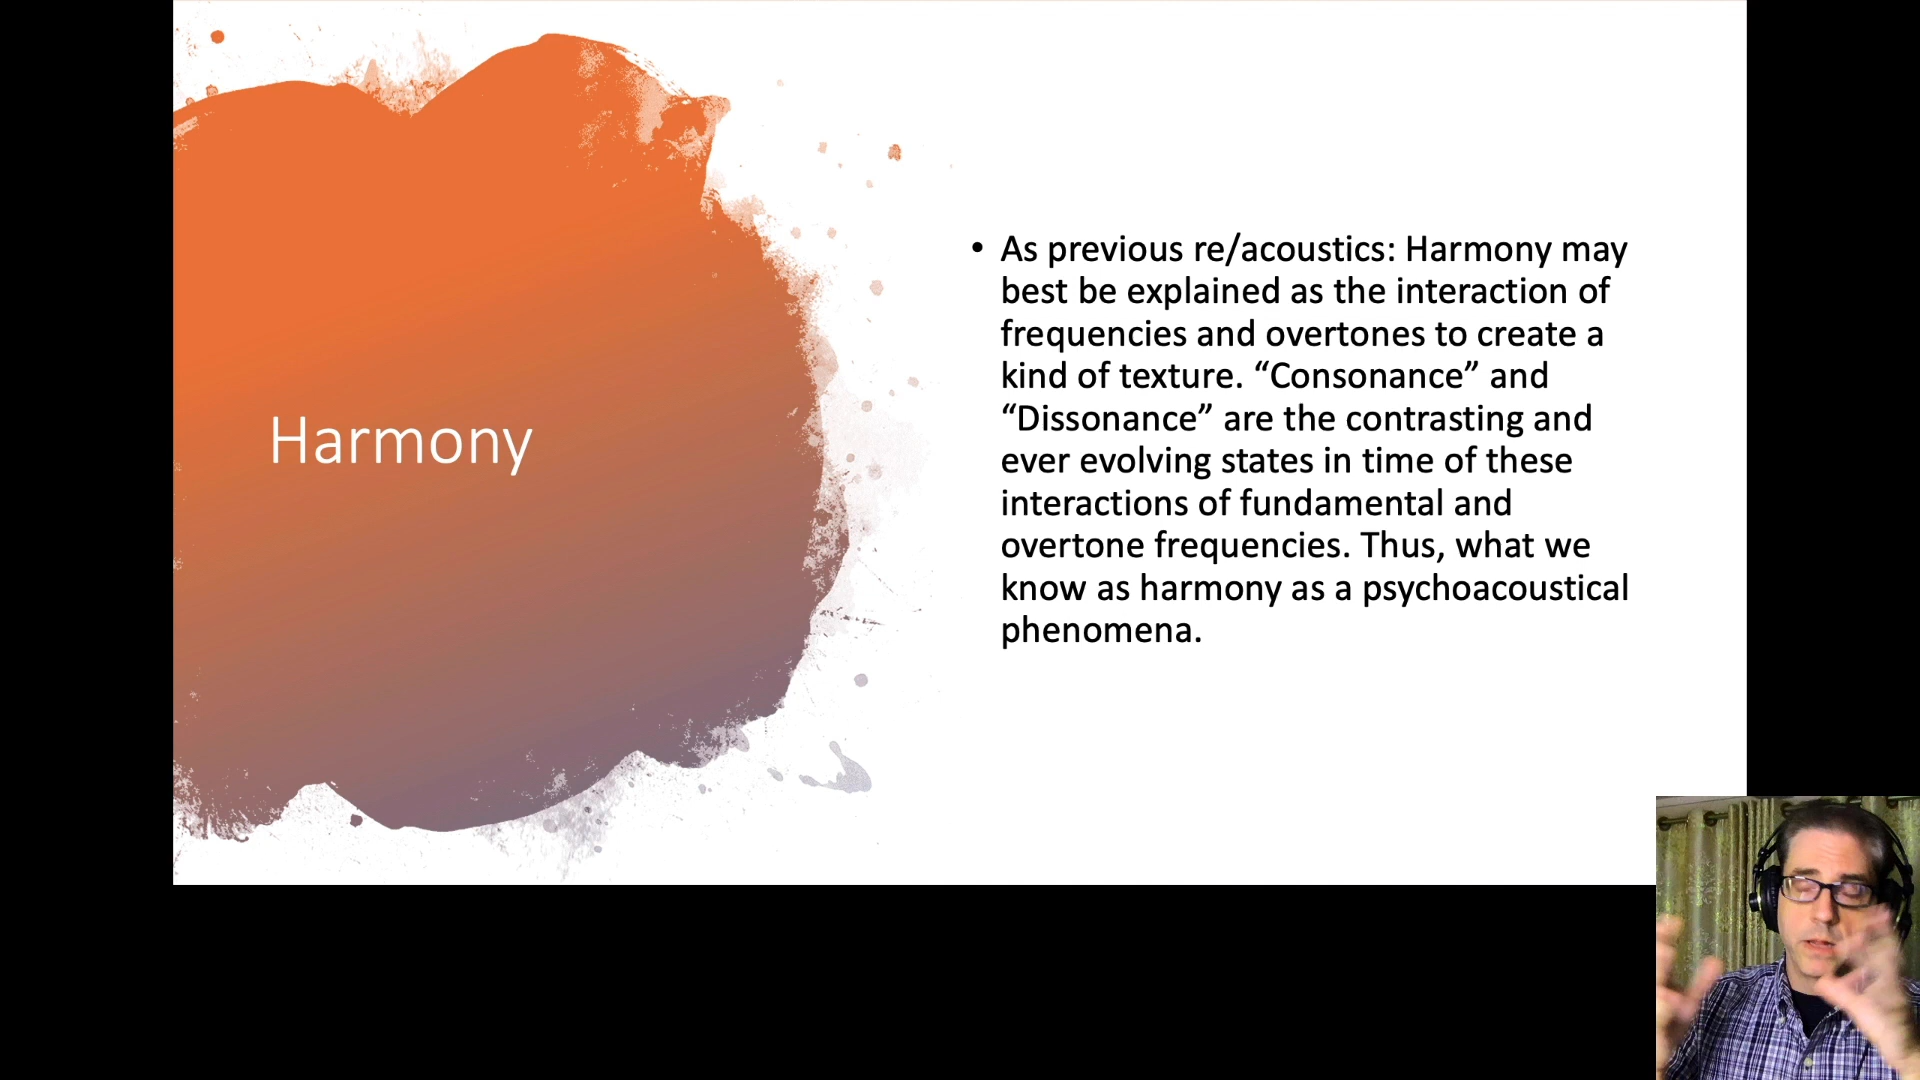 Harmony
• As previous re/acoustics: Harmony may
best be explained as the interaction of
frequencies and overtones to create a
kind of texture. “Consonance” and
“Dissonance” are the contrasting and
ever evolving states in time of these
interactions of fundamental and
overtone frequencies. Thus, what we
know as harmony as a psychoacoustical
phenomena.